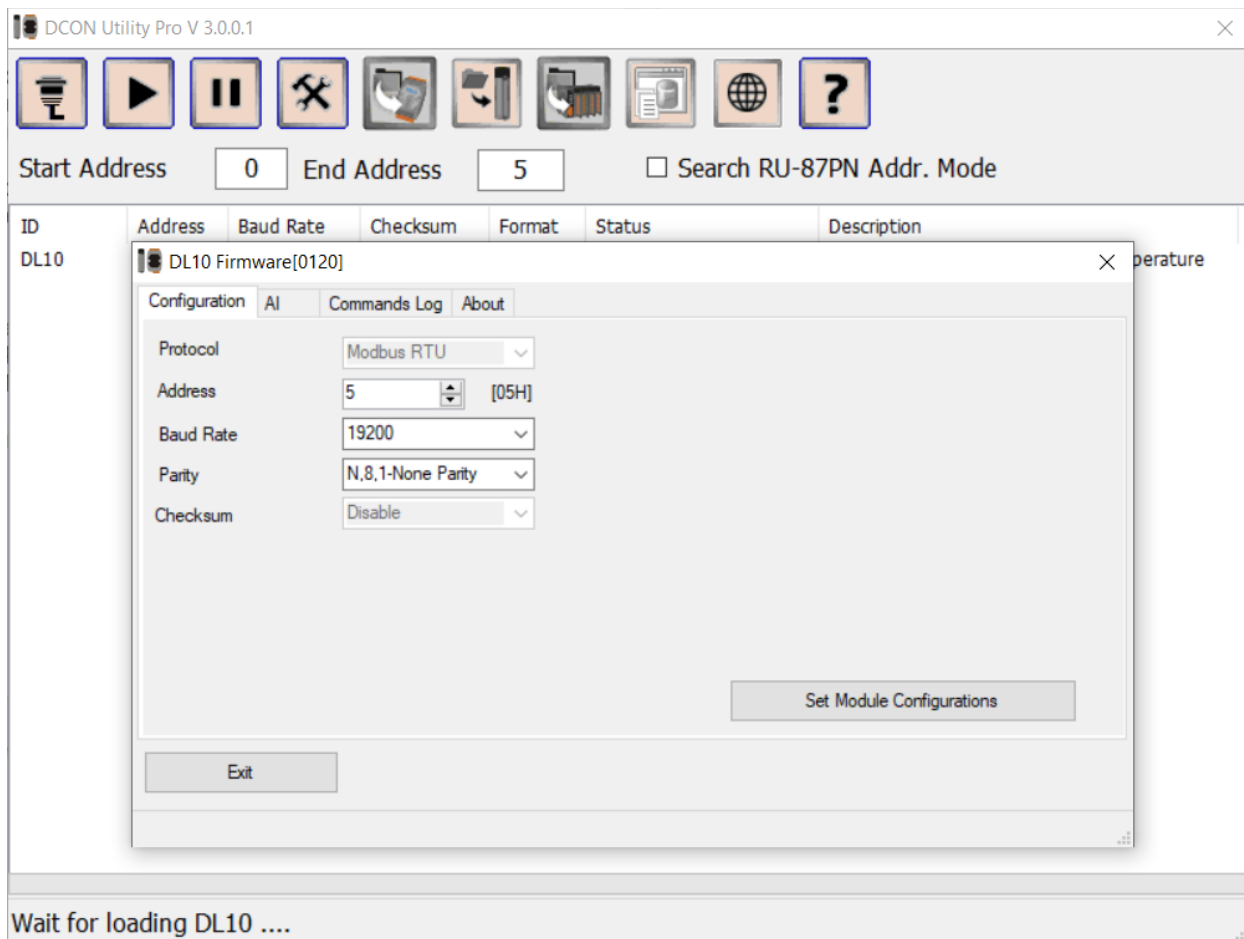 DCON Utility Pro V 3.0.0.1
?
Start Address 0 End Address 5 Search RU-87PN Addr. Mode
ID Address Baud Rate Checksum Format Status Description
DL10 perature
DL10 Firmware[0120]
Configuration AI Commands Log About
Protocol Modbus RTU
Address 5 [05H]
Baud Rate 19200
Parity N,8,1-None Parity
Checksum Disable
Set Module Configurations
Exit
Wait for loading DL10 ....